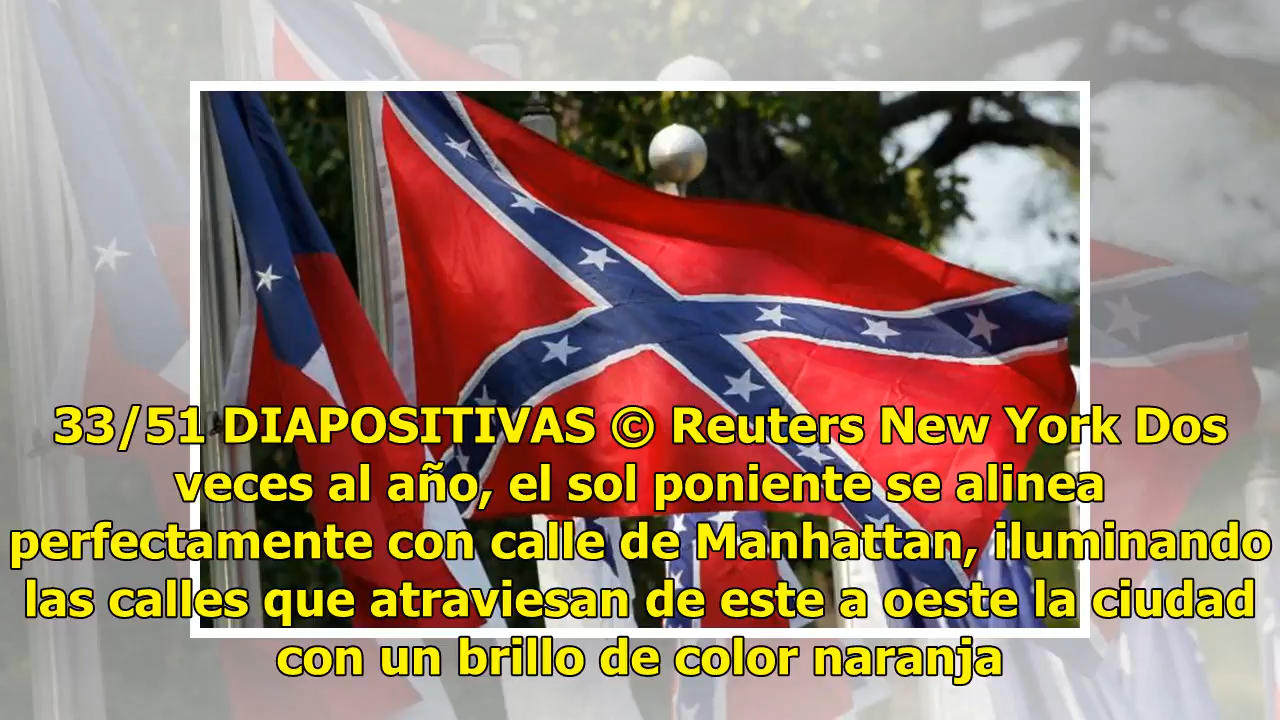 33/51 DIAPOSITIVAS © Reuters New York Dos
veces al año, el sol poniente se alinea
perfectamente con calle de Manhattan, iluminando
las calles que atraviesan de este a oeste la ciudad
con un brillo de color naranja